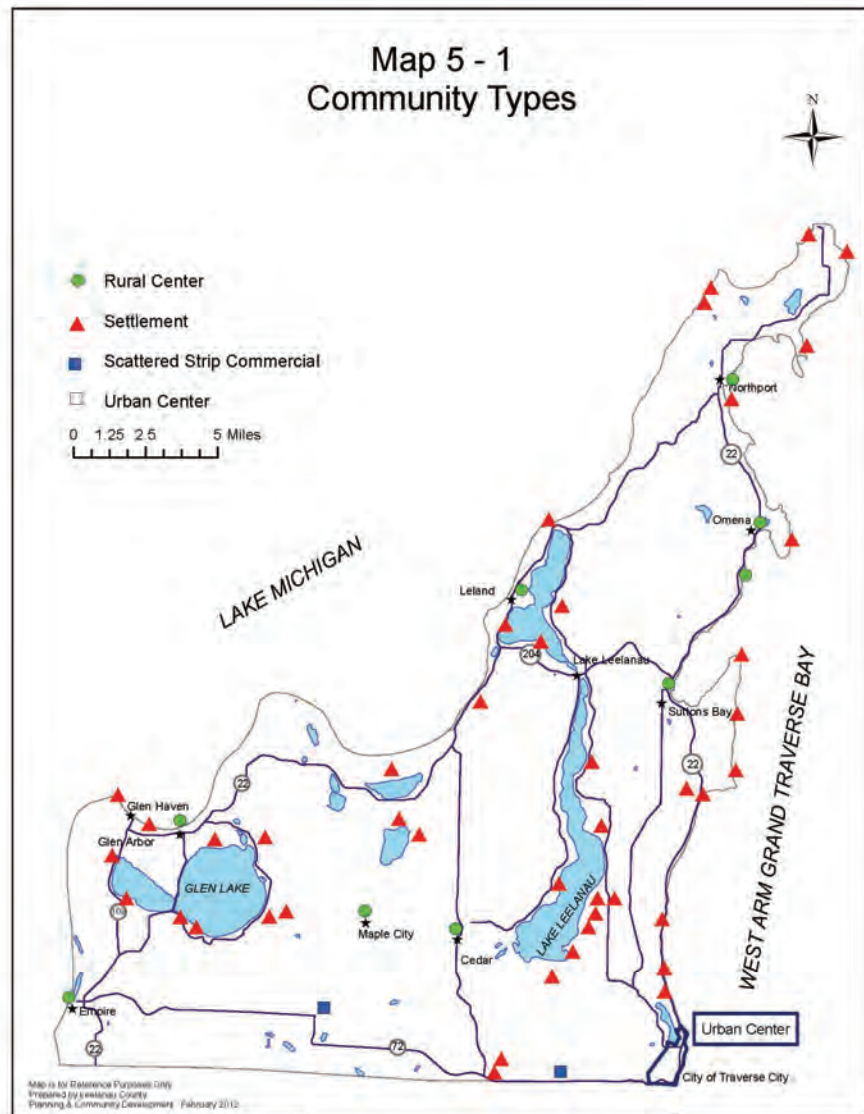 Map 5 - 1
Community Types
N
Rural Center
Settlement
Scattered Strip Commercial
Urban Center
0 1.25 2.5 5 Miles
Northport
22
Omena
LAKE MICHIGAN
Leland
204
Lake Leelanau
Suttons Bay
WEST ARM GRAND TRAVERSE BAY
22
22
Glen Haven
Glen Arbor
GLEN LAKE
LAKE LEELANAU
Maple City
Cedar
Empire
Urban Center
22
72
City of Traverse City
Map is for Reference Purposes Only
Prepared by Leelanau County
Planning & Community Development February 2012